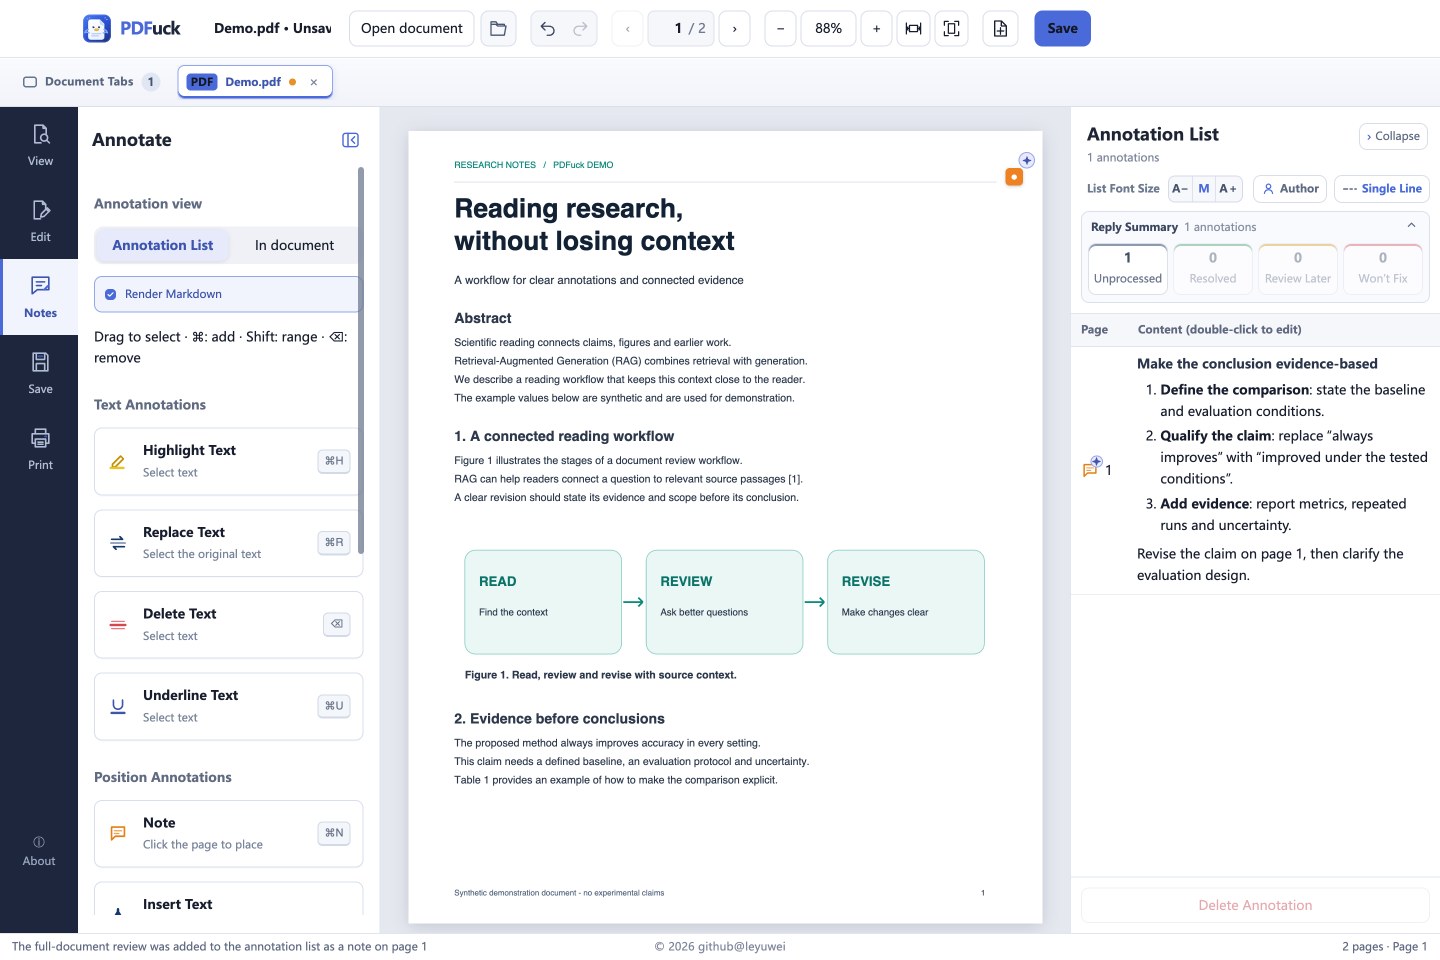 PDFuck
Demo.pdf • Unsav
Open document
1 / 2
88%
Save
Document Tabs 1
PDF Demo.pdf
View
Edit
Notes
Save
Print
About
Annotate
Annotation view
Annotation List
In document
Render Markdown
Drag to select · ⌘: add · Shift: range · ⌫:
remove
Text Annotations
Highlight Text
Select text
⌘H
Replace Text
Select the original text
⌘R
Delete Text
Select text
⌫
Underline Text
Select text
⌘U
Position Annotations
Note
Click the page to place
⌘N
Insert Text
RESEARCH NOTES / PDFuck DEMO
Reading research,
without losing context
A workflow for clear annotations and connected evidence
Abstract
Scientific reading connects claims, figures and earlier work.
Retrieval-Augmented Generation (RAG) combines retrieval with generation.
We describe a reading workflow that keeps this context close to the reader.
The example values below are synthetic and are used for demonstration.
1. A connected reading workflow
Figure 1 illustrates the stages of a document review workflow.
RAG can help readers connect a question to relevant source passages [1].
A clear revision should state its evidence and scope before its conclusion.
READ
Find the context
REVIEW
Ask better questions
REVISE
Make changes clear
Figure 1. Read, review and revise with source context.
2. Evidence before conclusions
The proposed method always improves accuracy in every setting.
This claim needs a defined baseline, an evaluation protocol and uncertainty.
Table 1 provides an example of how to make the comparison explicit.
Synthetic demonstration document - no experimental claims
1
Annotation List
› Collapse
1 annotations
List Font Size
A− M A+
Author
--- Single Line
Reply Summary 1 annotations
1
Unprocessed
0
Resolved
0
Review Later
0
Won't Fix
Page
Content (double-click to edit)
1
Make the conclusion evidence-based
1. Define the comparison: state the baseline
and evaluation conditions.
2. Qualify the claim: replace “always
improves” with “improved under the tested
conditions”.
3. Add evidence: report metrics, repeated
runs and uncertainty.
Revise the claim on page 1, then clarify the
evaluation design.
Delete Annotation
The full-document review was added to the annotation list as a note on page 1
© 2026 github@leyuwei
2 pages · Page 1